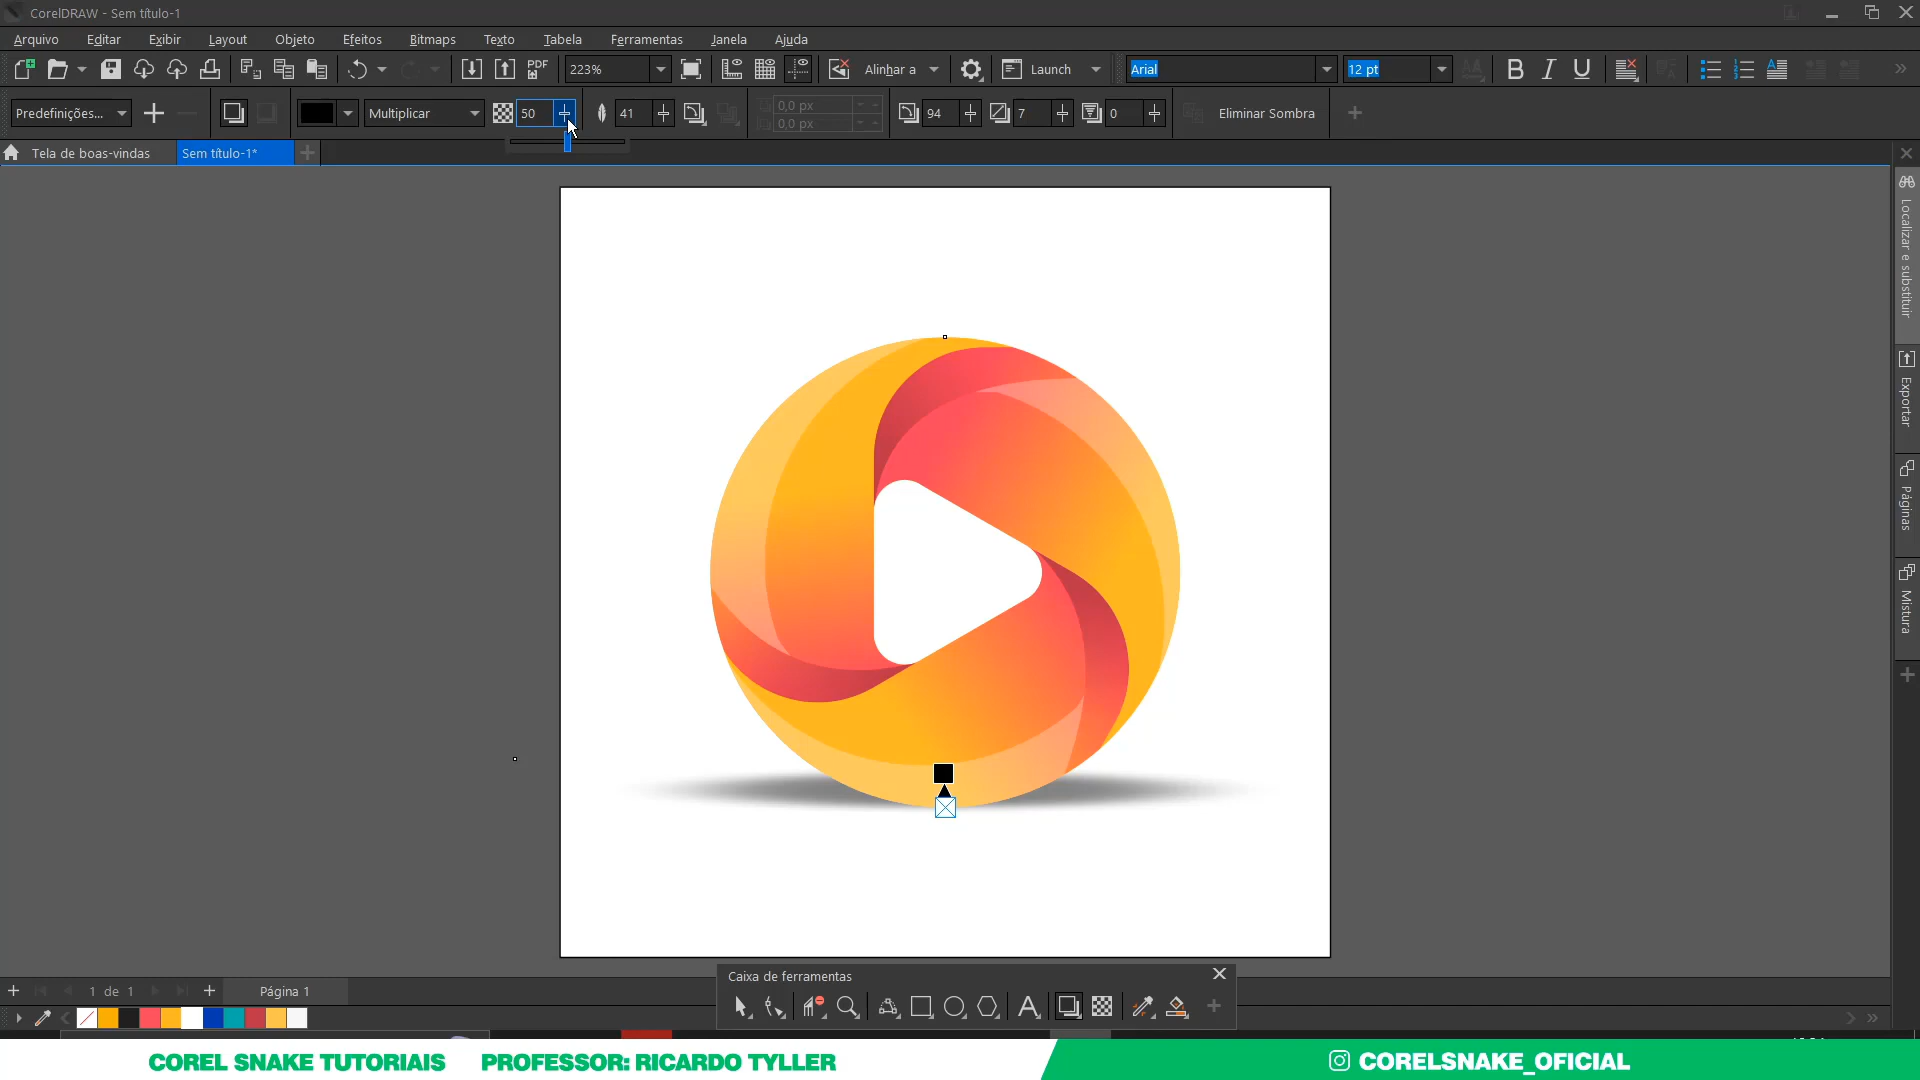 CorelDRAW - Sem título-1
Arquivo Editar Exibir Layout Objeto Efeitos Bitmaps Texto Tabela Ferramentas Janela Ajuda
PDF 223% Alinhar a Launch Arial 12 pt B I U
Predefinições... Multiplicar 50 41 0,0 px 94 7 0 Eliminar Sombra
0,0 px
Tela de boas-vindas Sem título-1*
Localizar e substituir
Exportar
Páginas
Mistura
Caixa de ferramentas
1 de 1 Página 1
COREL SNAKE TUTORIAIS PROFESSOR: RICARDO TYLLER CORELSNAKE_OFICIAL